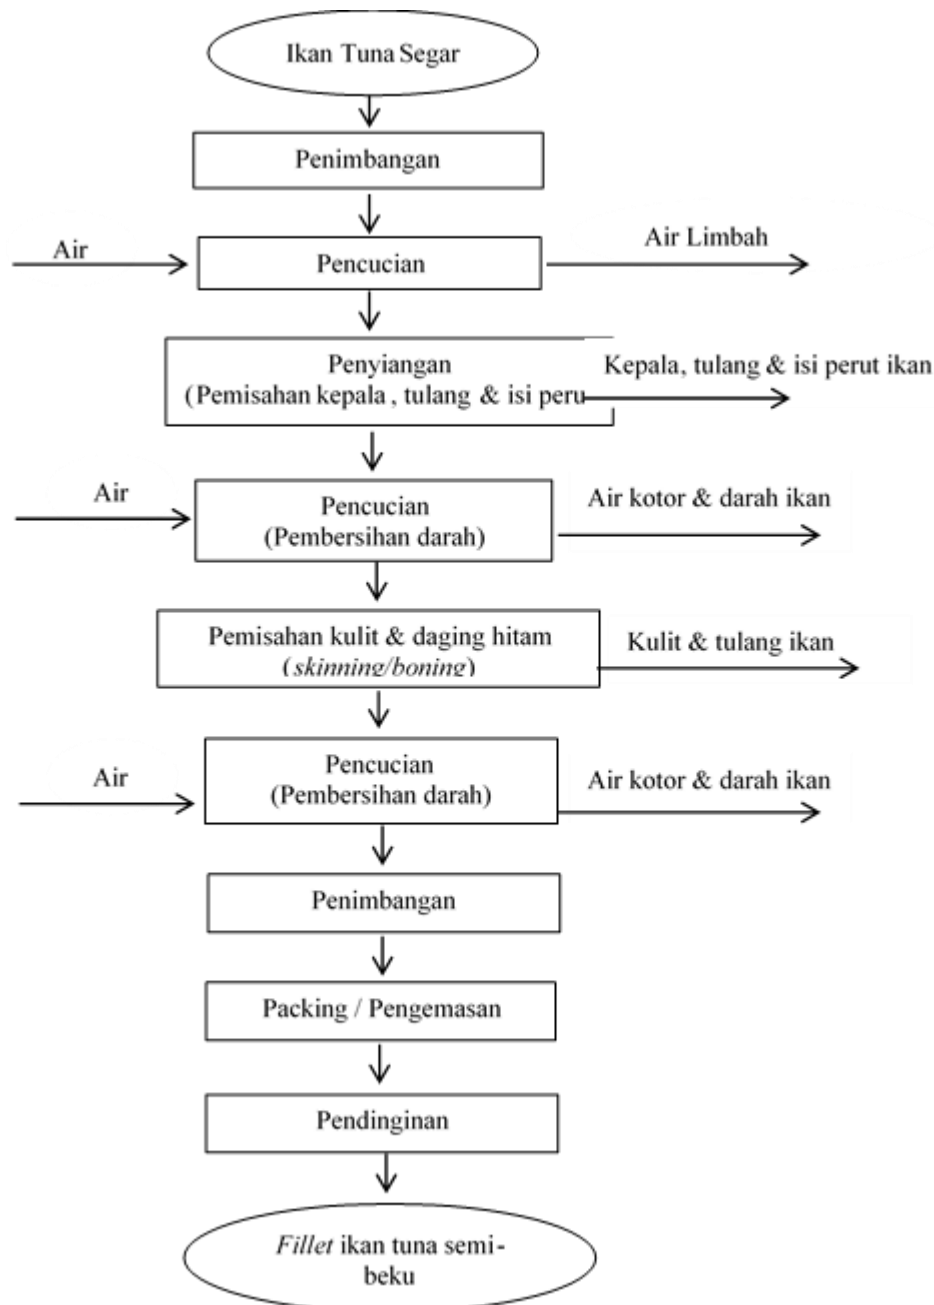 Ikan Tuna Segar
Penimbangan
Air
Pencucian
Air Limbah
Penyiangan
(Pemisahan kepala , tulang & isi peru
Kepala, tulang & isi perut ikan
Air
Pencucian
(Pembersihan darah)
Air kotor & darah ikan
Pemisahan kulit & daging hitam
(skinning/boning)
Kulit & tulang ikan
Air
Pencucian
(Pembersihan darah)
Air kotor & darah ikan
Penimbangan
Packing / Pengemasan
Pendinginan
Fillet ikan tuna semi-
beku